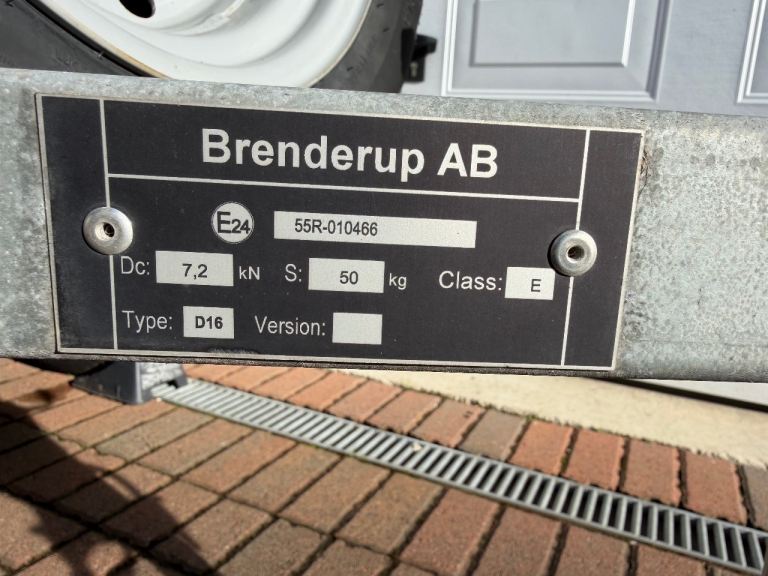 Brenderup AB
E24 55R-010466
Dc: 7,2 kN S: 50 kg Class: E
Type: D16 Version: